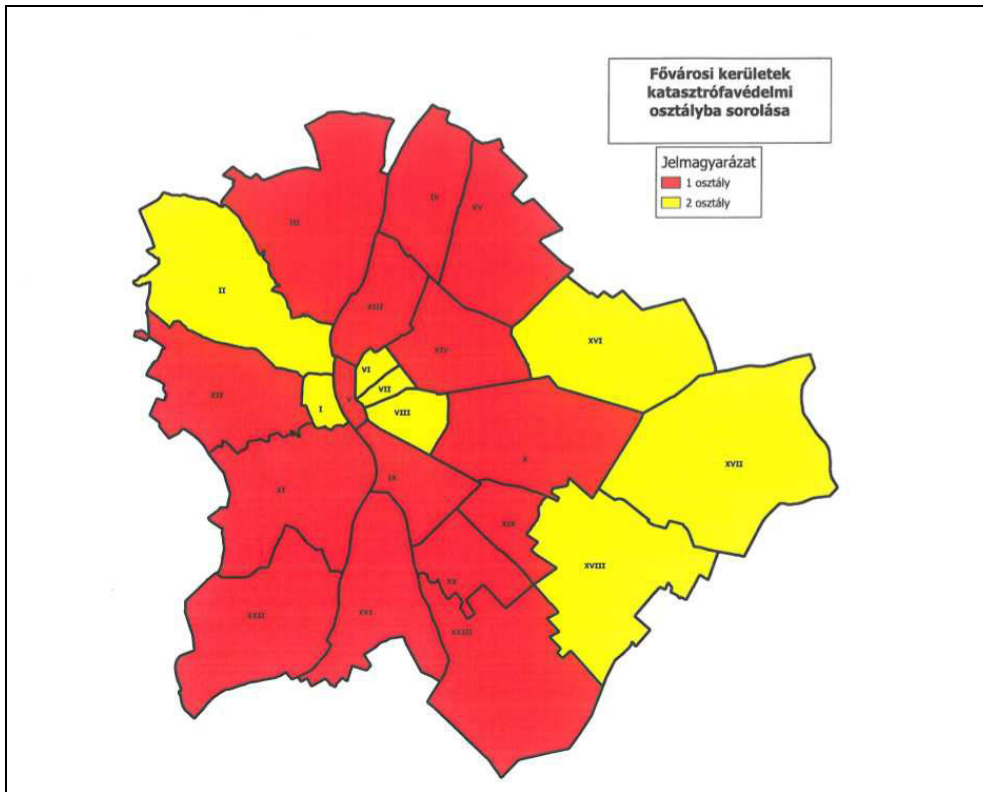 Fővárosi kerületek
katasztrófavédelmi
osztályba sorolása
Jelmagyarázat
1 osztály
2 osztály
IV
XV
III
II
XIII
XVI
XIV
VI
VII
XII
I
V
VIII
X
XVII
IX
XI
XIX
XVIII
XX
XXII
XXI
XXIII